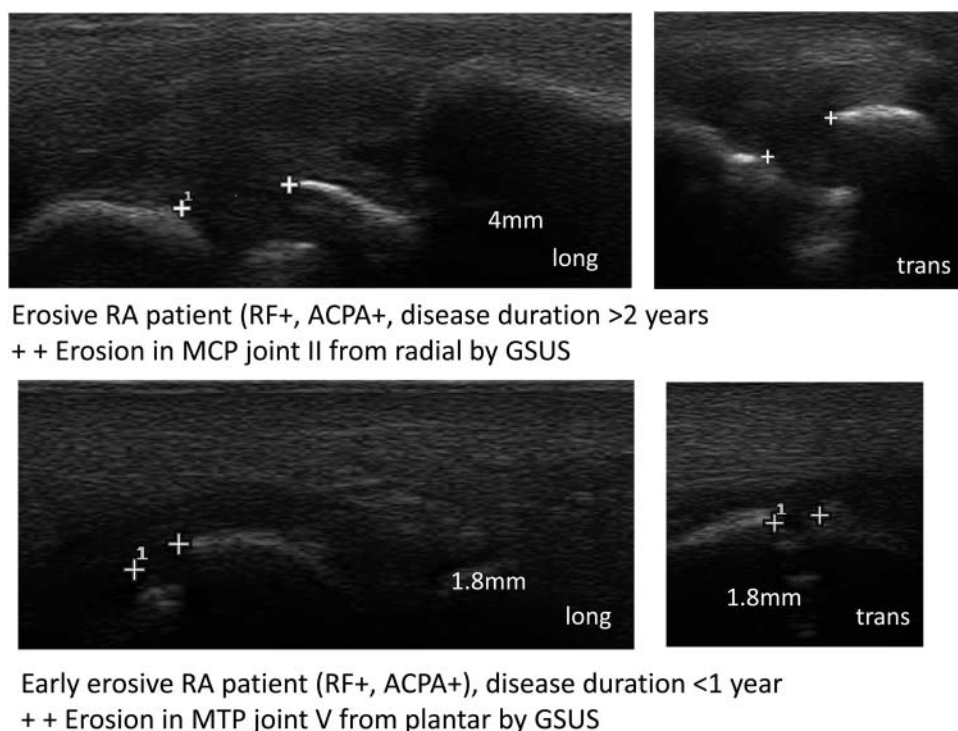 4mm
long
trans
Erosive RA patient (RF+, ACPA+, disease duration >2 years
+ + Erosion in MCP joint II from radial by GSUS
1
1.8mm
long
1
1.8mm
trans
Early erosive RA patient (RF+, ACPA+), disease duration <1 year
+ + Erosion in MTP joint V from plantar by GSUS